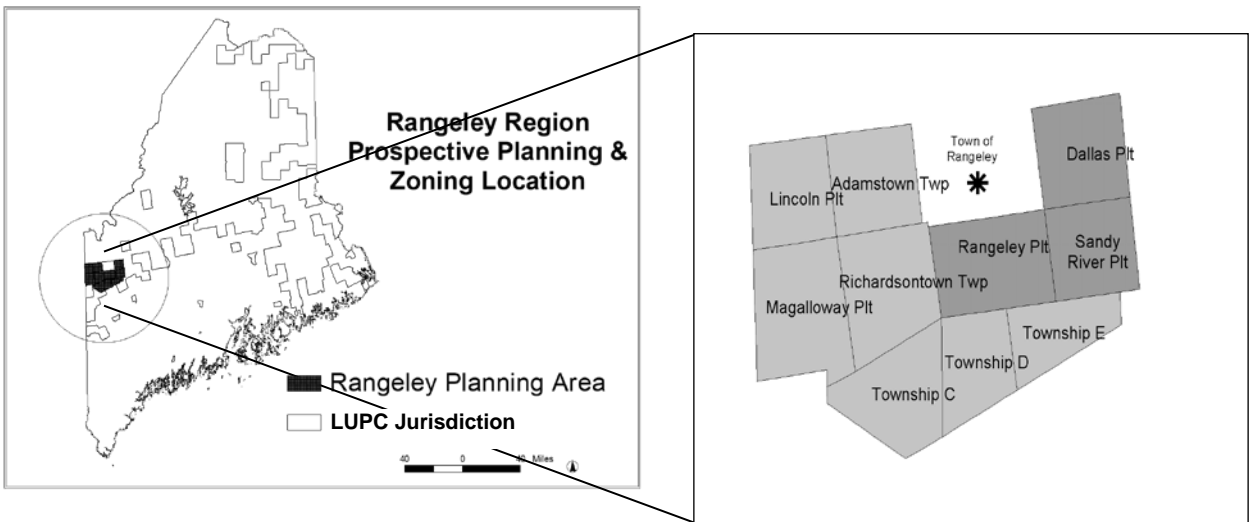 Rangeley Region
Prospective Planning &
Zoning Location
Rangeley Planning Area
LUPC Jurisdiction
40 0 40 Miles
Town of
Rangeley
Dallas Plt
Adamstown Twp
Lincoln Plt
Rangeley Plt
Sandy
River Plt
Richardsontown Twp
Magalloway Plt
Township E
Township D
Township C